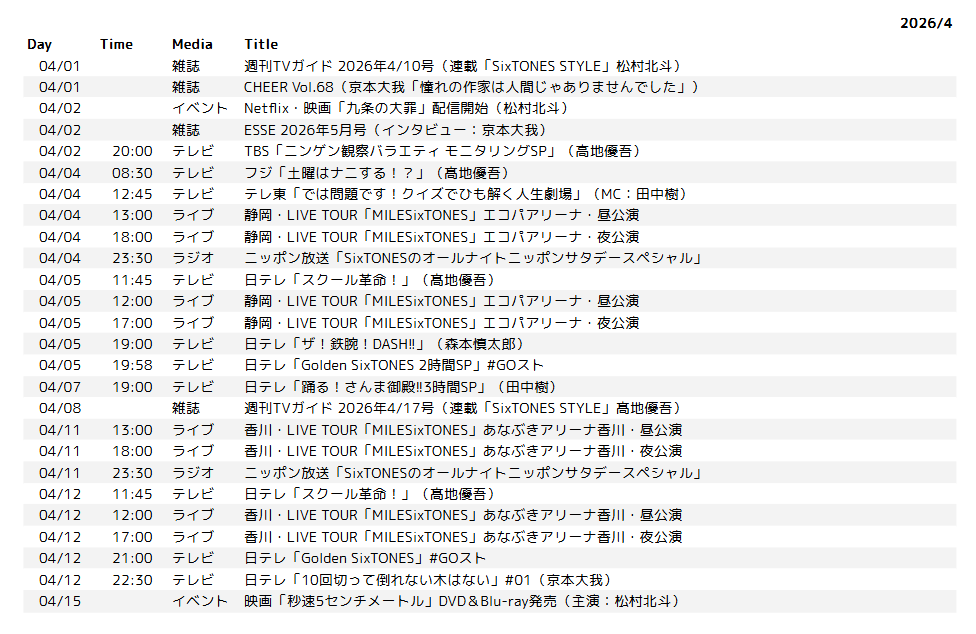 2026/4
Day Time Media Title
04/01 雑誌 週刊TVガイド 2026年4/10号（連載「SixTONES STYLE」松村北斗）
04/01 雑誌 CHEER Vol.68（京本大我「憧れの作家は人間じゃありませんでした」）
04/02 イベント Netflix・映画「九条の大罪」配信開始（松村北斗）
04/02 雑誌 ESSE 2026年5月号（インタビュー：京本大我）
04/02 20:00 テレビ TBS「ニンゲン観察バラエティ モニタリングSP」（髙地優吾）
04/04 08:30 テレビ フジ「土曜はナニする！？」（髙地優吾）
04/04 12:45 テレビ テレ東「では問題です！クイズでひも解く人生劇場」（MC：田中樹）
04/04 13:00 ライブ 静岡・LIVE TOUR「MILESixTONES」エコパアリーナ・昼公演
04/04 18:00 ライブ 静岡・LIVE TOUR「MILESixTONES」エコパアリーナ・夜公演
04/04 23:30 ラジオ ニッポン放送「SixTONESのオールナイトニッポンサタデースペシャル」
04/05 11:45 テレビ 日テレ「スクール革命！」（髙地優吾）
04/05 12:00 ライブ 静岡・LIVE TOUR「MILESixTONES」エコパアリーナ・昼公演
04/05 17:00 ライブ 静岡・LIVE TOUR「MILESixTONES」エコパアリーナ・夜公演
04/05 19:00 テレビ 日テレ「ザ！鉄腕！DASH!!」（森本慎太郎）
04/05 19:58 テレビ 日テレ「Golden SixTONES 2時間SP」#GOスト
04/07 19:00 テレビ 日テレ「踊る！さんま御殿!!3時間SP」（田中樹）
04/08 雑誌 週刊TVガイド 2026年4/17号（連載「SixTONES STYLE」髙地優吾）
04/11 13:00 ライブ 香川・LIVE TOUR「MILESixTONES」あなぶきアリーナ香川・昼公演
04/11 18:00 ライブ 香川・LIVE TOUR「MILESixTONES」あなぶきアリーナ香川・夜公演
04/11 23:30 ラジオ ニッポン放送「SixTONESのオールナイトニッポンサタデースペシャル」
04/12 11:45 テレビ 日テレ「スクール革命！」（髙地優吾）
04/12 12:00 ライブ 香川・LIVE TOUR「MILESixTONES」あなぶきアリーナ香川・昼公演
04/12 17:00 ライブ 香川・LIVE TOUR「MILESixTONES」あなぶきアリーナ香川・夜公演
04/12 21:00 テレビ 日テレ「Golden SixTONES」#GOスト
04/12 22:30 テレビ 日テレ「10回切って倒れない木はない」#01（京本大我）
04/15 イベント 映画「秒速5センチメートル」DVD＆Blu-ray発売（主演：松村北斗）